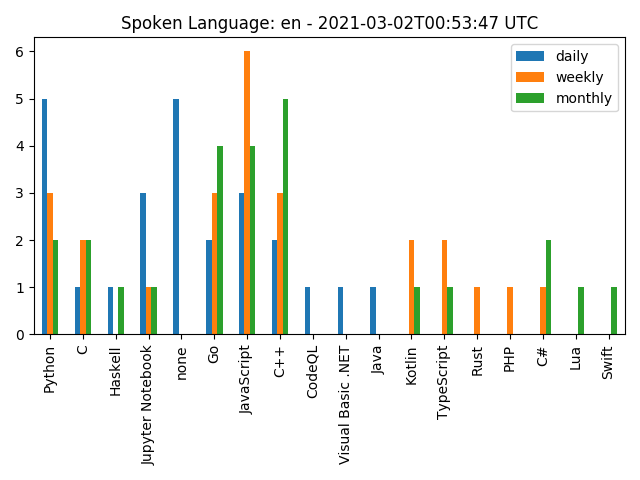 Spoken Language: en - 2021-03-02T00:53:47 UTC
daily
weekly
monthly
6
5
4
3
2
1
0
Python
C
Haskell
Jupyter Notebook
none
Go
JavaScript
C++
CodeQL
Visual Basic .NET
Java
Kotlin
TypeScript
Rust
PHP
C#
Lua
Swift